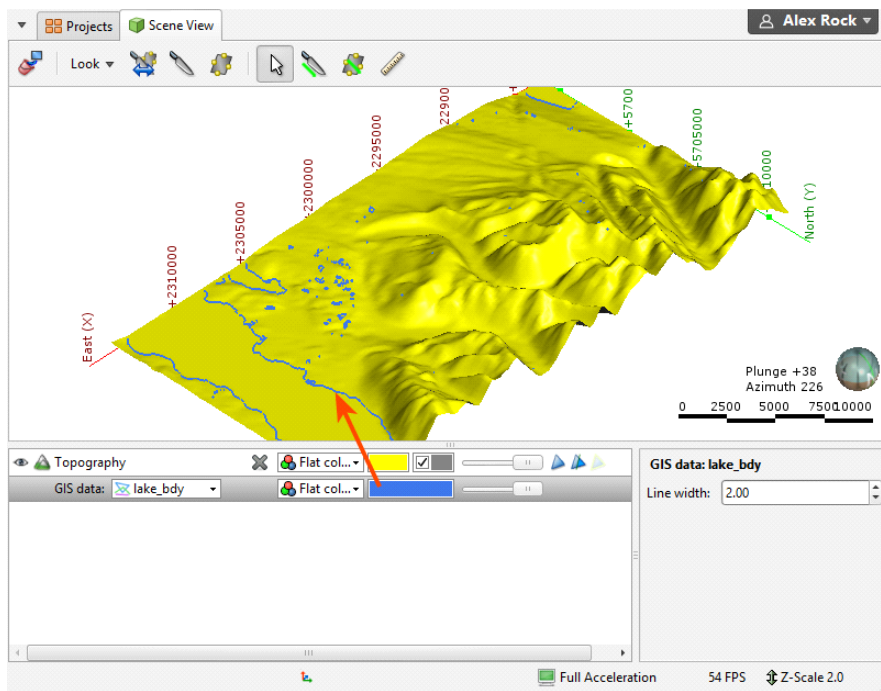 Projects Scene View Alex Rock
Look
22900
+5700
2295000
+5705000
+2300000
10000
+2305000
North (Y)
+2310000
East (X)
Plunge +38
Azimuth 226
0 2500 5000 7500 10000
Topography Flat col...
GIS data: lake_bdy Flat col...
GIS data: lake_bdy
Line width: 2.00
Full Acceleration 54 FPS Z-Scale 2.0